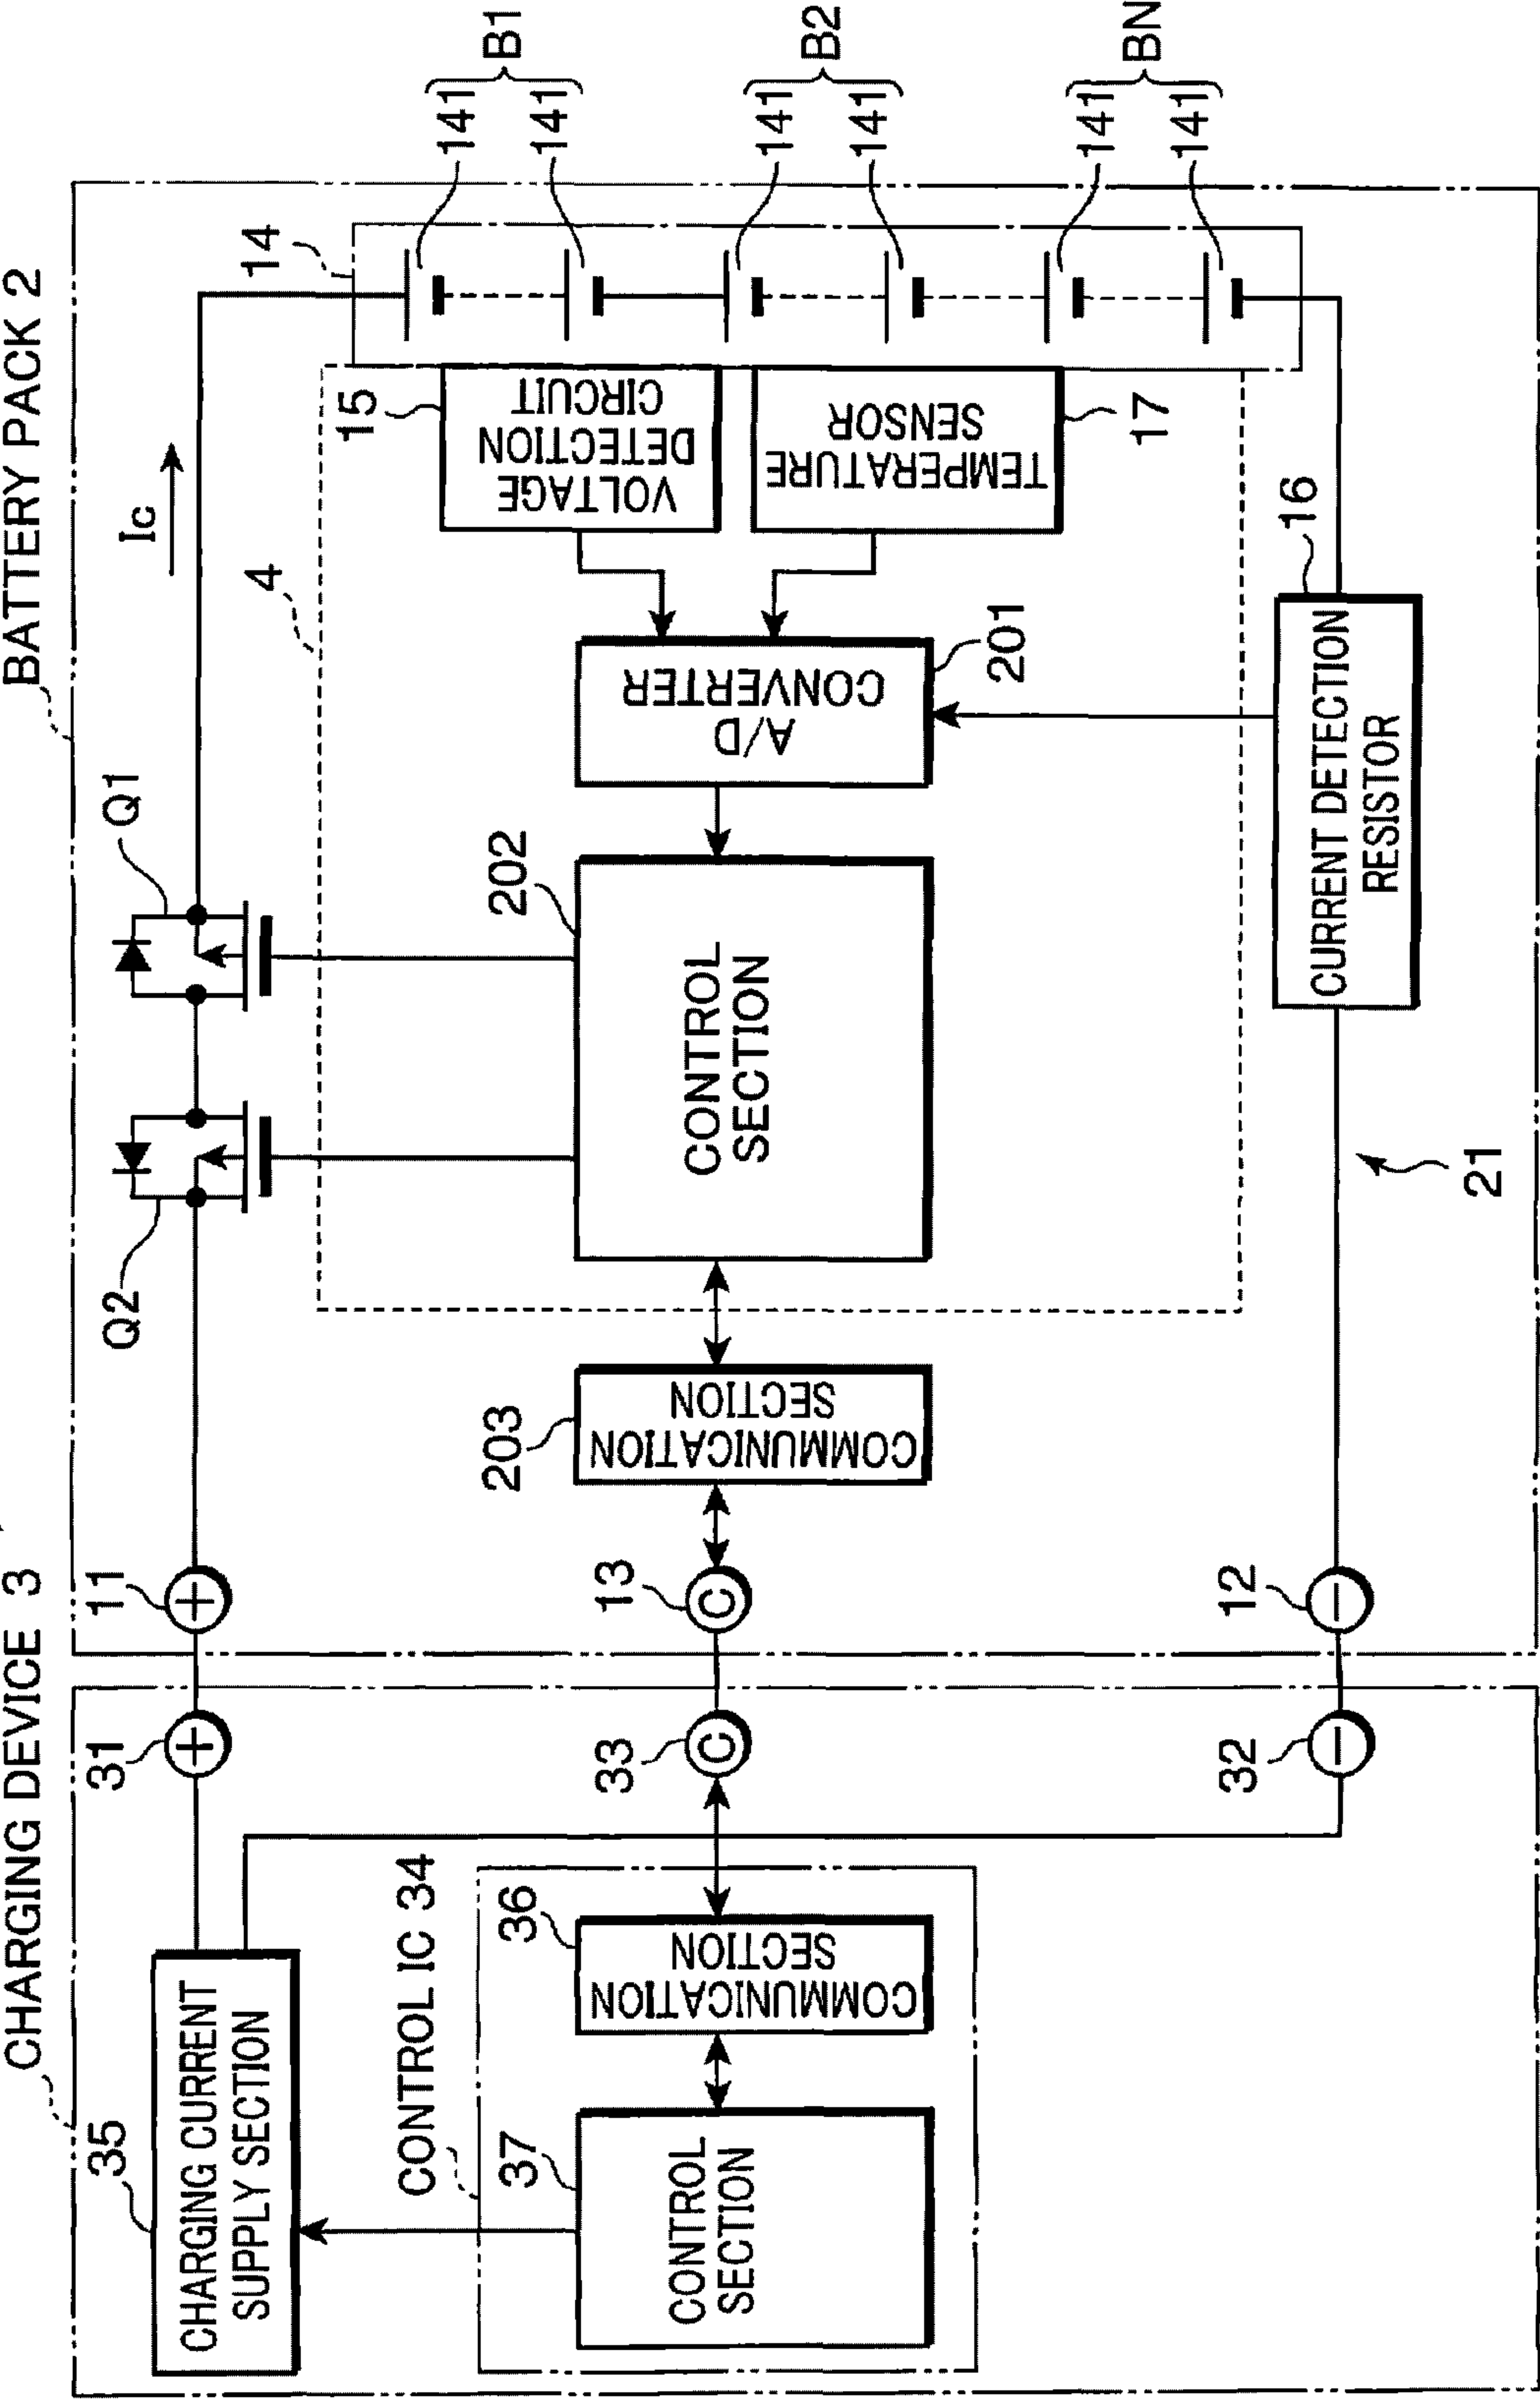 CHARGING DEVICE 3
BATTERY PACK 2
35
CHARGING CURRENT
SUPPLY SECTION
31
+
11
+
Q2
Q1
Ic
14
141
141
B1
141
141
B2
141
141
BN
CONTROL IC 34
37
CONTROL
SECTION
36
COMMUNICATION
SECTION
33
C
13
C
203
COMMUNICATION
SECTION
4
202
CONTROL
SECTION
A/D
CONVERTER
201
15
VOLTAGE
DETECTION
CIRCUIT
TEMPERATURE
SENSOR
17
32
−
12
−
21
16
CURRENT DETECTION
RESISTOR